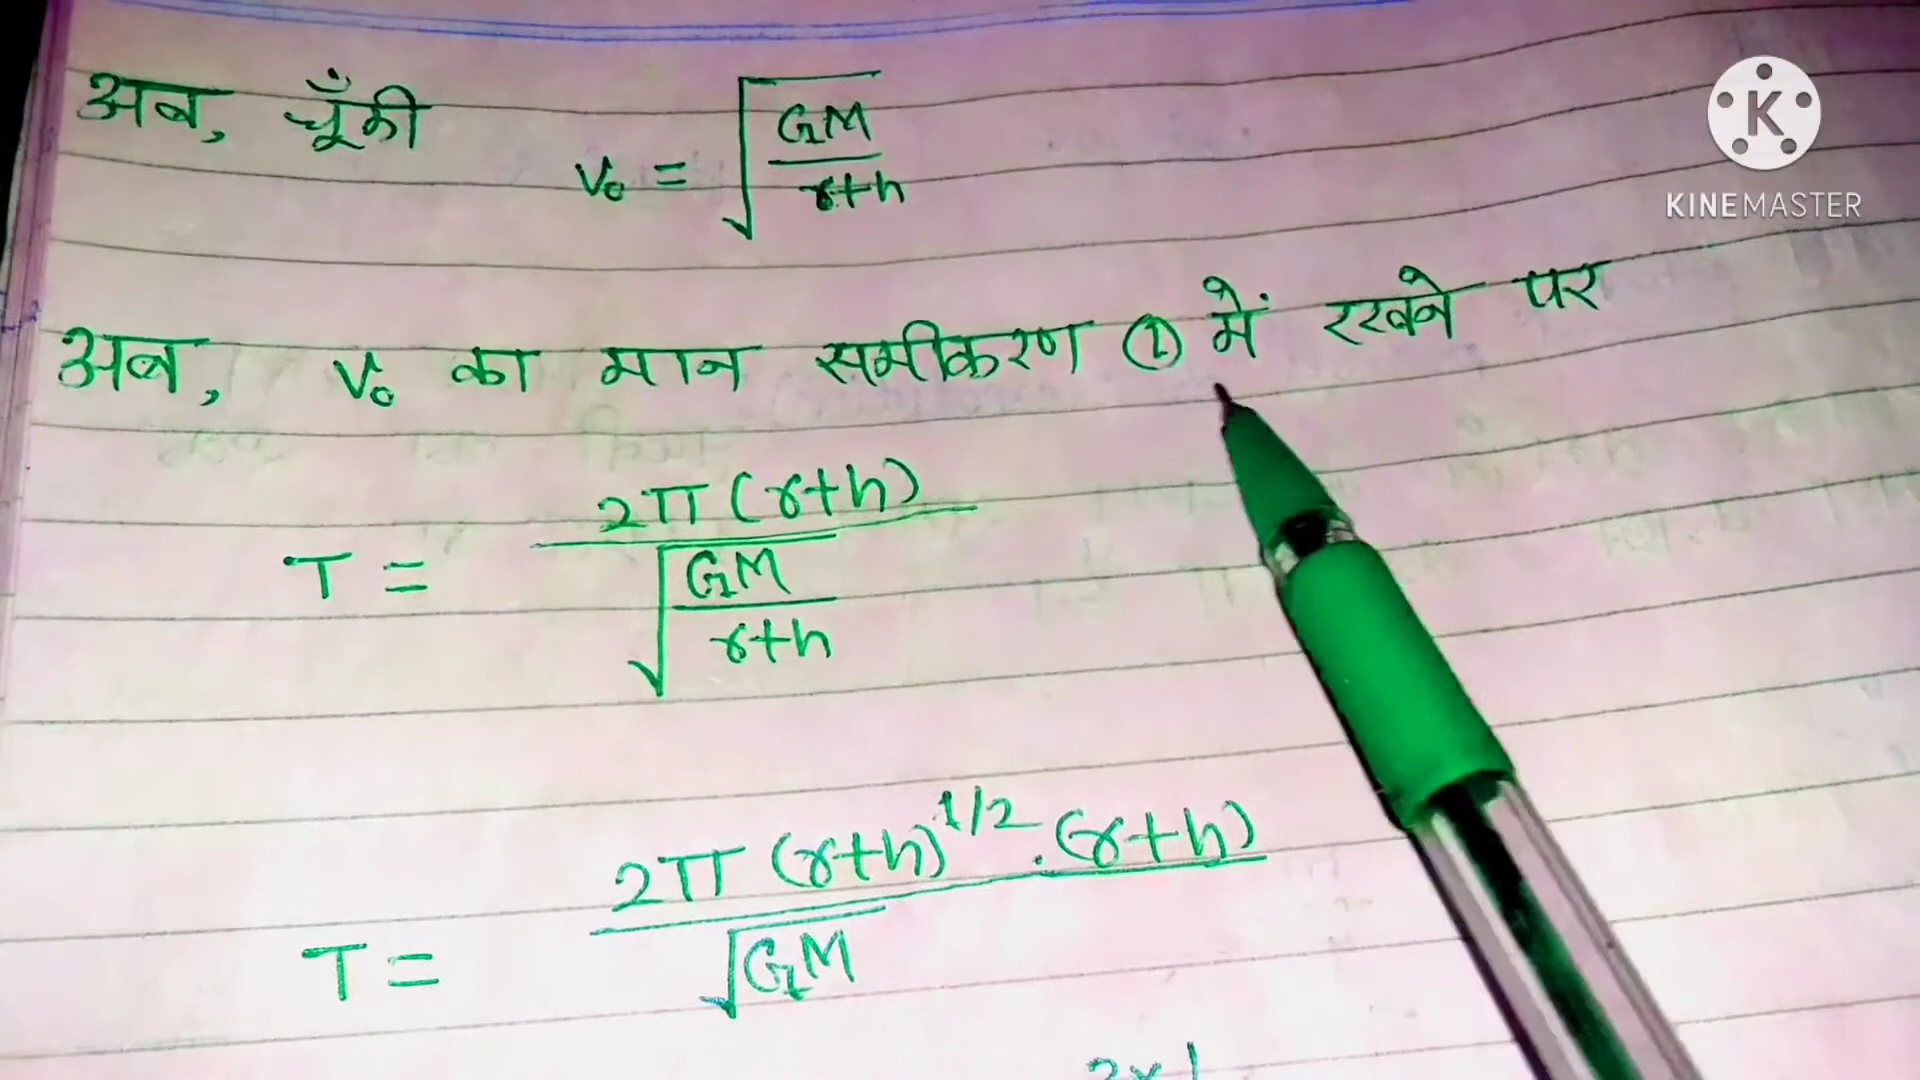 अब, चूँकी v₀ = √(GM/(r+h))
K
KINEMASTER
अब, v₀ का मान समीकरण ① में रखने पर
T = 2π(r+h)/√(GM/(r+h))
T = 2π(r+h)^1/2 .(r+h)/√GM